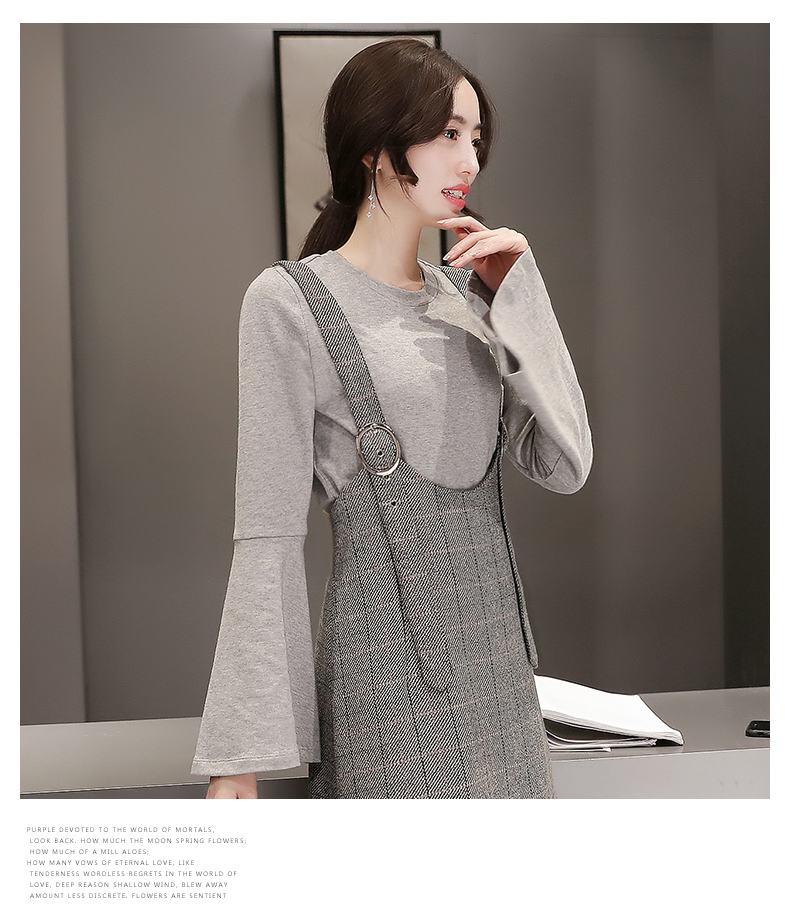 PURPLE DEVOTED TO THE WORLD OF MORTALS,
LOOK BACK. HOW MUCH THE MOON SPRING FLOWERS;
HOW MUCH OF A MILL ALOES;
HOW MANY VOWS OF ETERNAL LOVE, LIKE
TENDERNESS WORDLESS REGRETS IN THE WORLD OF
LOVE, DEEP REASON SHALLOW WIND, BLEW AWAY
AMOUNT LESS DISCRETE. FLOWERS ARE SENTIENT